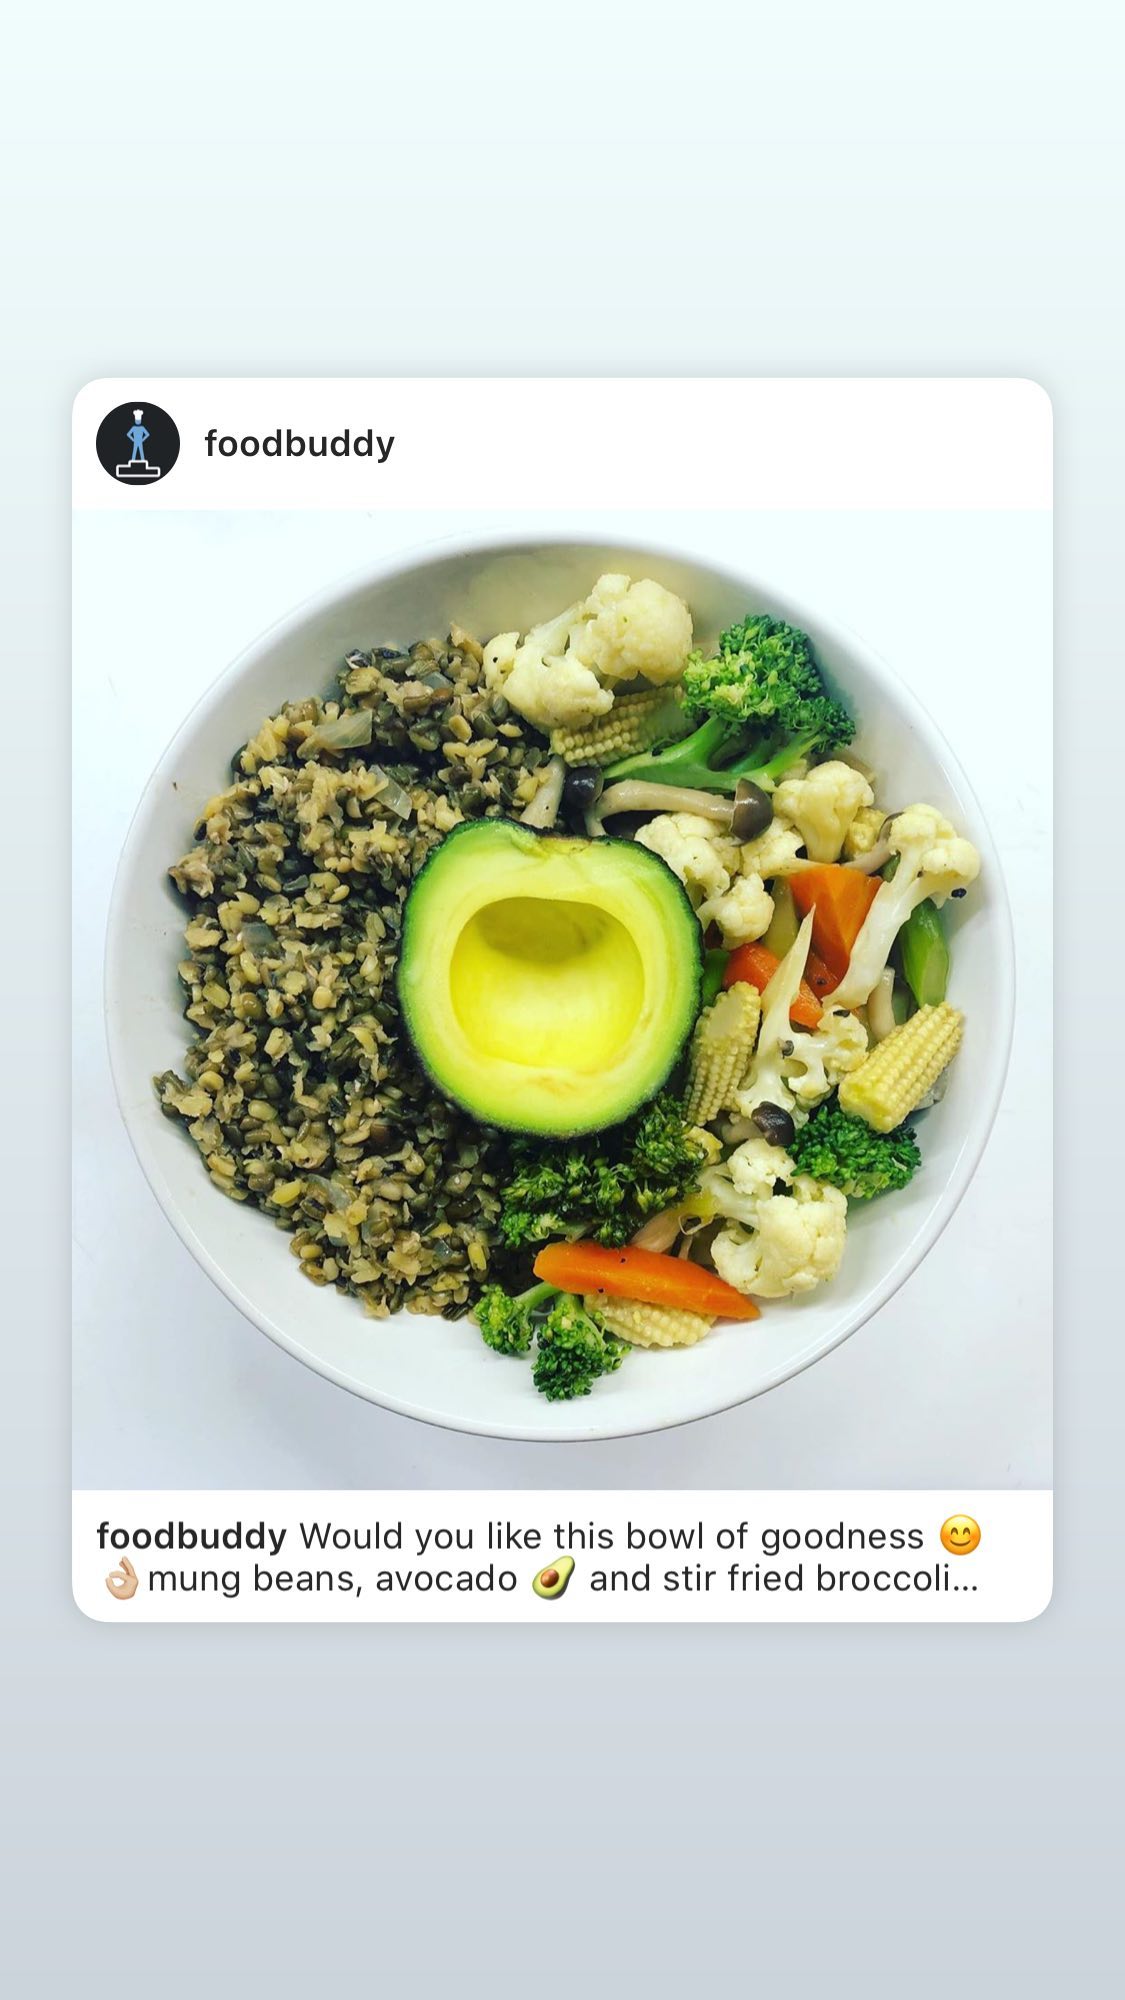 foodbuddy
foodbuddy Would you like this bowl of goodness 😊
👌🏼mung beans, avocado 🥑 and stir fried broccoli...